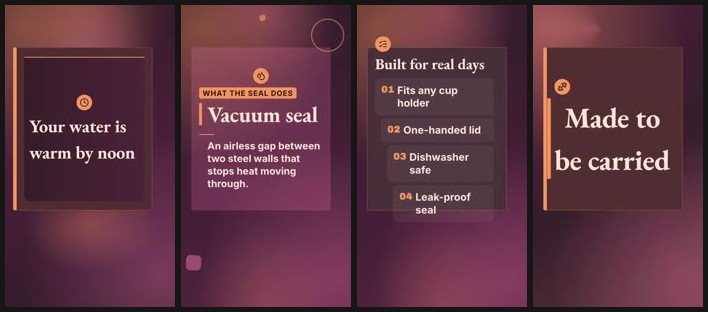 Your water is
warm by noon
WHAT THE SEAL DOES
Vacuum seal
An airless gap between
two steel walls that
stops heat moving
through.
Built for real days
01 Fits any cup
holder
02 One-handed lid
03 Dishwasher
safe
04 Leak-proof
seal
Made to
be carried